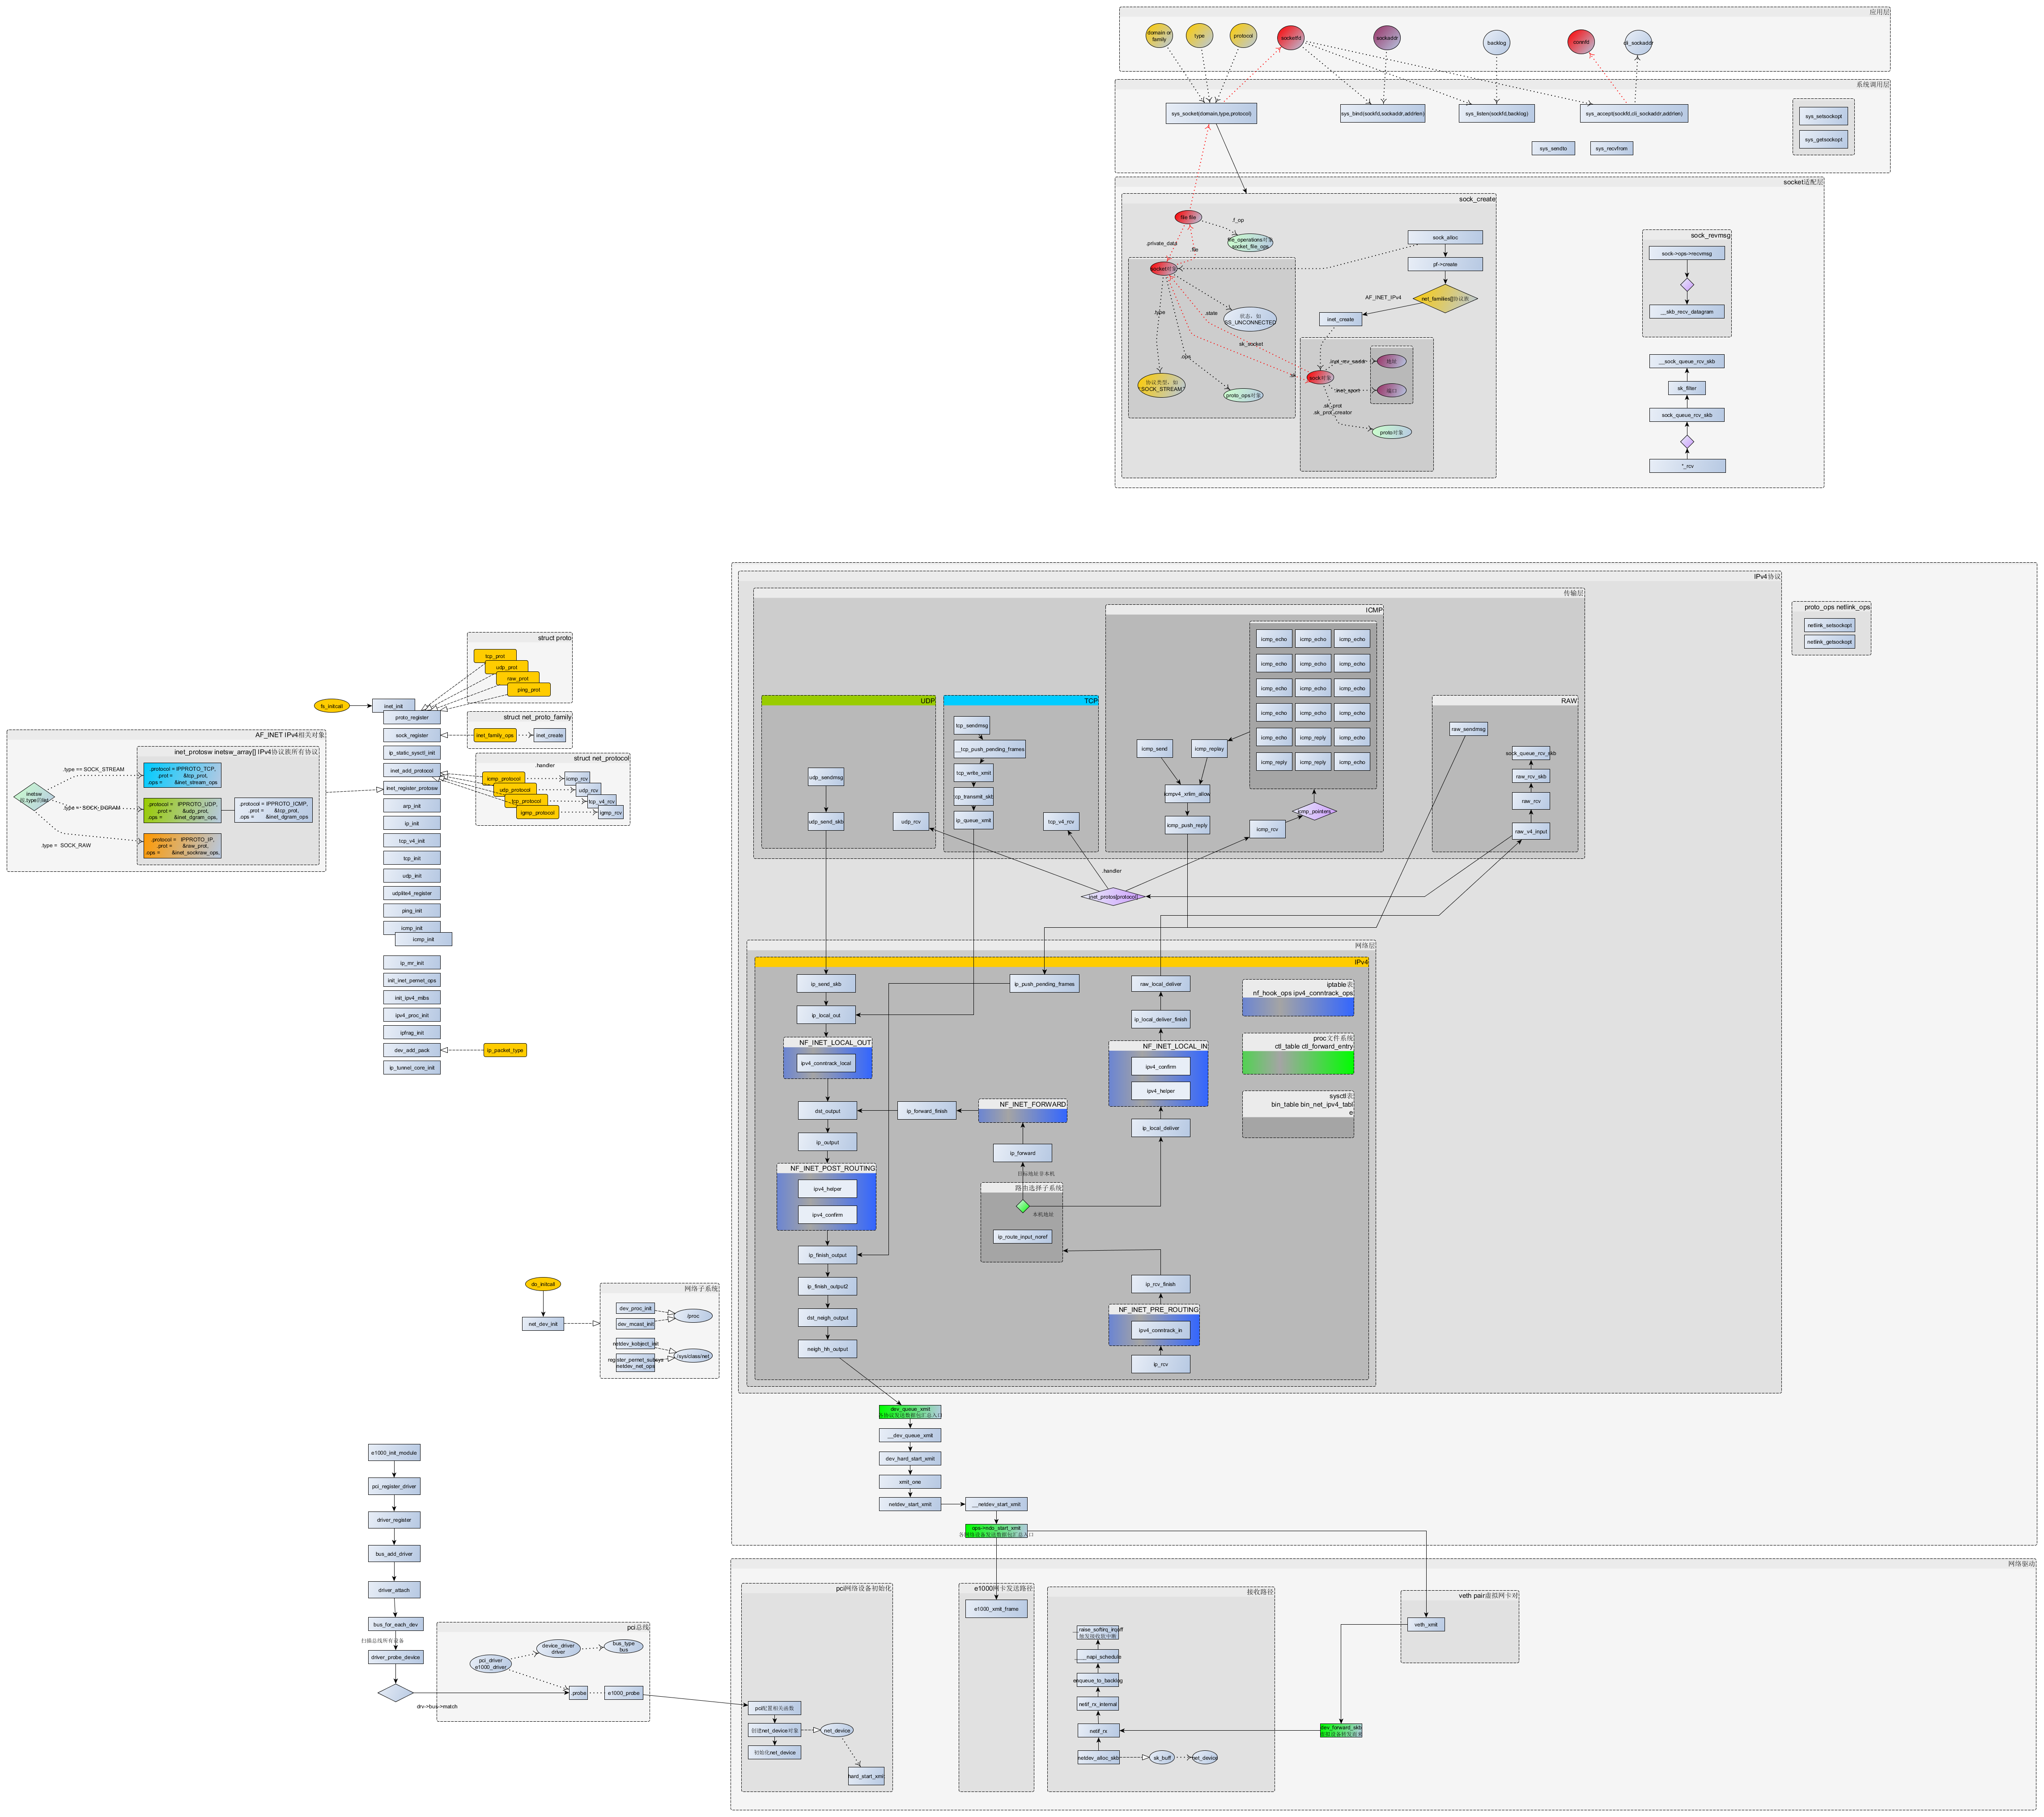 应用层
domain or
family
type
protocol
socketfd
sockaddr
backlog
connfd
cli_sockaddr
系统调用层
sys_socket(domain,type,protocol)
sys_bind(sockfd,sockaddr,addrlen)
sys_listen(sockfd,backlog)
sys_accept(sockfd,cli_sockaddr,addrlen)
sys_setsockopt
sys_getsockopt
sys_sendto
sys_recvfrom
socket适配层
sock_create
file file
.f_op
file_operations对象
socket_file_ops
.private_data
.file
socket对象
sock_alloc
pf->create
net_families[]协议族
AF_INET_IPv4
inet_create
.type
.state
状态，如
SS_UNCONNECTED
sk_socket
.ops
.sk
协议类型，如
"SOCK_STREAM"
proto_ops对象
sock对象
.inet_rcv_saddr
地址
.inet_sport
端口
.sk_prot
.sk_prot_creator
proto对象
sock_revmsg
sock->ops->recvmsg
__skb_recv_datagram
__sock_queue_rcv_skb
sk_filter
sock_queue_rcv_skb
*_rcv
IPv4协议
传输层
proto_ops netlink_ops
netlink_setsockopt
netlink_getsockopt
ICMP
icmp_echo icmp_echo icmp_echo
icmp_echo icmp_echo icmp_echo
icmp_echo icmp_echo icmp_echo
icmp_echo icmp_echo icmp_echo
icmp_echo icmp_reply icmp_echo
icmp_reply icmp_reply icmp_echo
icmp_send
icmp_replay
icmpv4_xrlim_allow
icmp_push_reply
icmp_rcv
icmp_pointers
UDP
udp_sendmsg
udp_send_skb
udp_rcv
TCP
tcp_sendmsg
__tcp_push_pending_frames
tcp_write_xmit
tcp_transmit_skb
ip_queue_xmit
tcp_v4_rcv
RAW
raw_sendmsg
sock_queue_rcv_skb
raw_rcv_skb
raw_rcv
raw_v4_input
.handler
inet_protos[protocol]
struct proto
tcp_prot
udp_prot
raw_prot
ping_prot
fs_initcall
inet_init
proto_register
sock_register
ip_static_sysctl_init
inet_add_protocol
inet_register_protosw
arp_init
ip_init
tcp_v4_init
tcp_init
udp_init
udplite4_register
ping_init
icmp_init
icmp_init
ip_mr_init
init_inet_pernet_ops
init_ipv4_mibs
ipv4_proc_init
ipfrag_init
dev_add_pack
ip_tunnel_core_init
ip_packet_type
struct net_proto_family
inet_family_ops
inet_create
struct net_protocol
.handler
icmp_protocol
icmp_rcv
udp_protocol
udp_rcv
tcp_protocol
tcp_v4_rcv
igmp_protocol
igmp_rcv
AF_INET IPv4相关对象
inet_protosw inetsw_array[] IPv4协议族所有协议
.type == SOCK_STREAM
.protocol = IPPROTO_TCP,
.prot = &tcp_prot,
.ops = &inet_stream_ops
inetsw
.type = SOCK_DGRAM
.protocol = IPPROTO_UDP,
.prot = &udp_prot,
.ops = &inet_dgram_ops,
.protocol = IPPROTO_ICMP,
.prot = &tcp_prot,
.ops = &inet_dgram_ops
.type = SOCK_RAW
.protocol = IPPROTO_IP,
.prot = &raw_prot,
.ops = &inet_sockraw_ops,
网络层
IPv4
ip_send_skb
ip_local_out
NF_INET_LOCAL_OUT
ipv4_conntrack_local
dst_output
ip_output
NF_INET_POST_ROUTING
ipv4_helper
ipv4_confirm
ip_finish_output
ip_finish_output2
dst_neigh_output
neigh_hh_output
ip_push_pending_frames
ip_forward_finish
NF_INET_FORWARD
ip_forward
目标地址非本机
路由选择子系统
本机地址
ip_route_input_noref
raw_local_deliver
ip_local_deliver_finish
NF_INET_LOCAL_IN
ipv4_confirm
ipv4_helper
ip_local_deliver
ip_rcv_finish
NF_INET_PRE_ROUTING
ipv4_conntrack_in
ip_rcv
iptable表
nf_hook_ops ipv4_conntrack_ops
proc文件系统
ctl_table ctl_forward_entry
sysctl表
bin_table bin_net_ipv4_tabl
e
do_initcall
net_dev_init
网络子系统
dev_proc_init
dev_mcast_init
/proc
netdev_kobject_init
register_pernet_subsys
netdev_net_ops
/sys/class/net
dev_queue_xmit
各协议发送数据包汇总入口
__dev_queue_xmit
dev_hard_start_xmit
xmit_one
netdev_start_xmit
__netdev_start_xmit
ops->ndo_start_xmit
各网络设备发送数据包汇总入口
e1000_init_module
pci_register_driver
driver_register
bus_add_driver
driver_attach
bus_for_each_dev
扫描总线所有设备
driver_probe_device
drv->bus->match
pci总线
pci_driver
e1000_driver
device_driver
driver
bus_type
bus
.probe
e1000_probe
网络驱动
pci网络设备初始化
pci配置相关函数
创建net_device对象
net_device
初始化net_device
hard_start_xmit
e1000网卡发送路径
e1000_xmit_frame
接收路径
__raise_softirq_irqoff
触发接收软中断
____napi_schedule
enqueue_to_backlog
netif_rx_internal
netif_rx
netdev_alloc_skb
sk_buff
net_device
veth pair虚拟网卡对
veth_xmit
dev_forward_skb